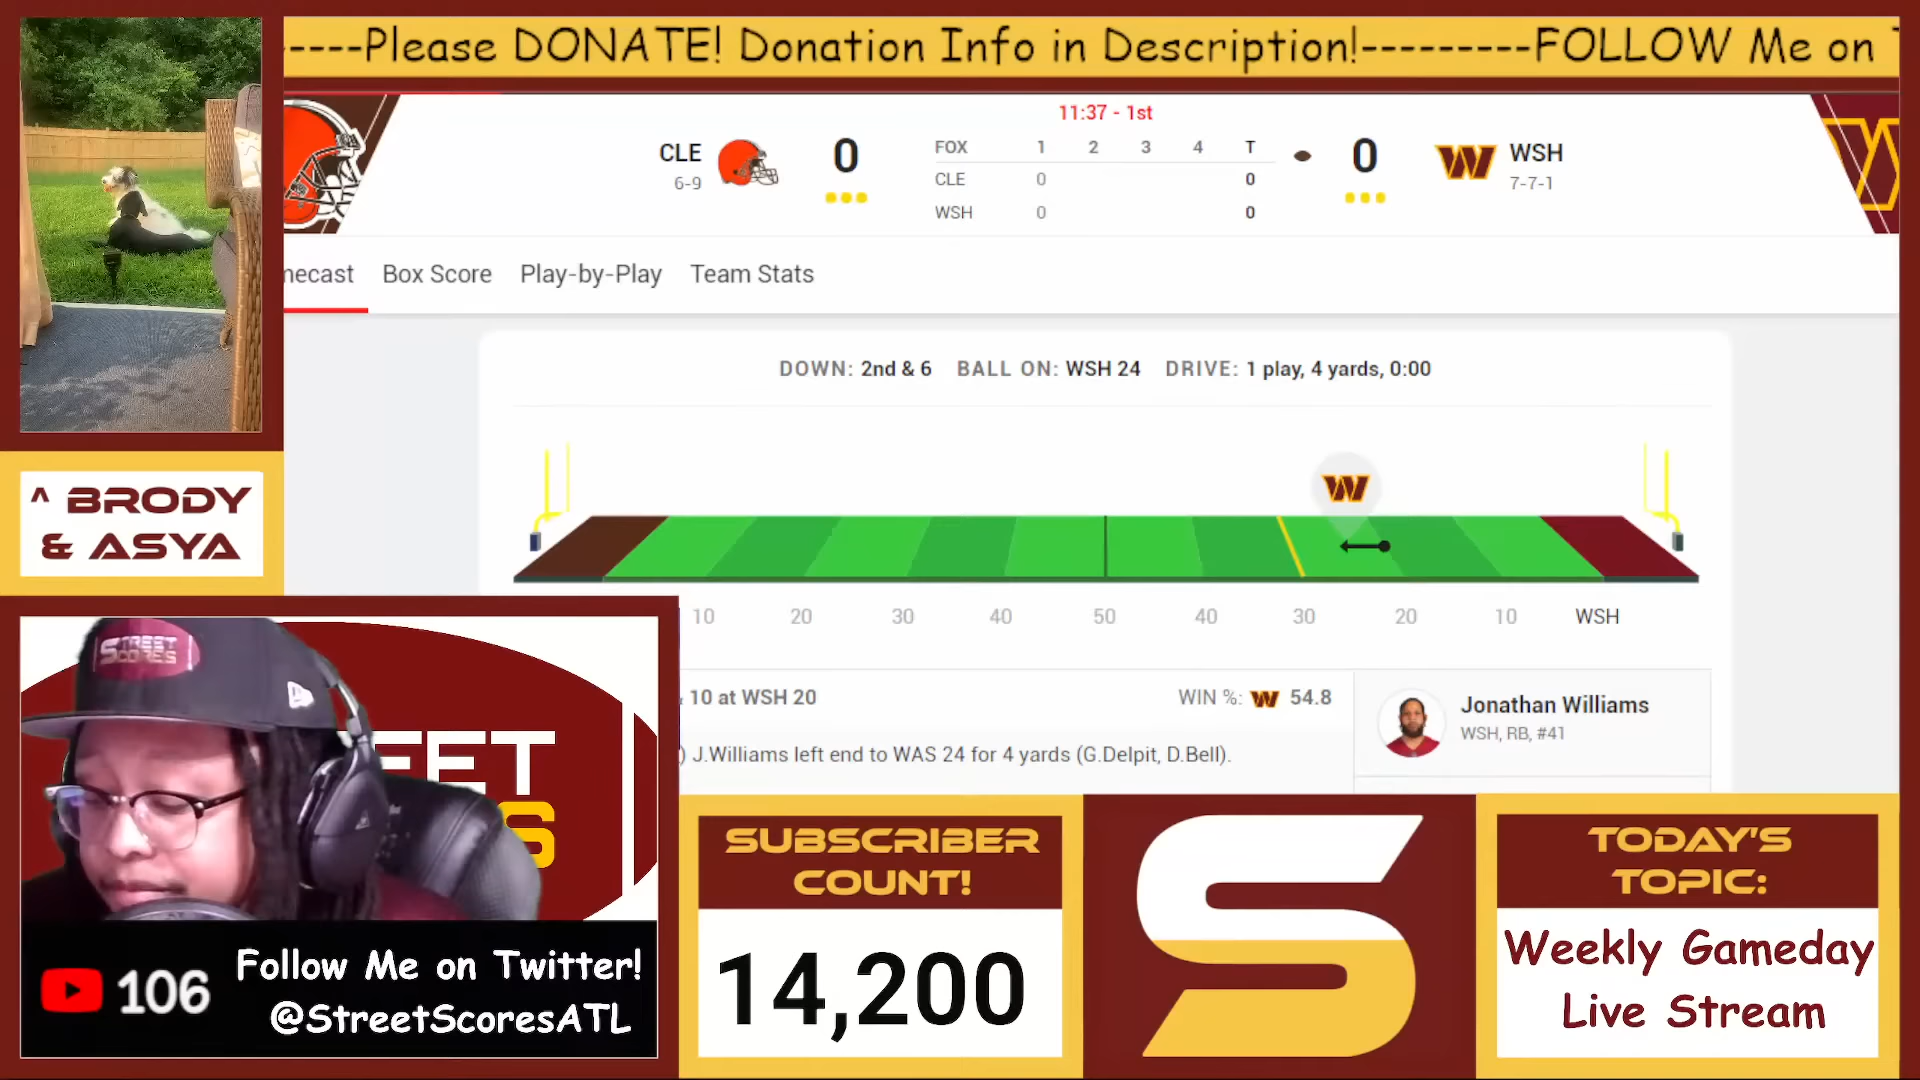 ----Please DONATE! Donation Info in Description!---------FOLLOW Me on
11:37 - 1st
CLE 0
6-9
FOX 1 2 3 4 T
CLE 0 0
WSH 0 0
0 WSH
7-7-1
mecast Box Score Play-by-Play Team Stats
DOWN: 2nd & 6 BALL ON: WSH 24 DRIVE: 1 play, 4 yards, 0:00
^ BRODY
& ASYA
W
10 20 30 40 50 40 30 20 10 WSH
10 at WSH 20
WIN %: W 54.8
) J.Williams left end to WAS 24 for 4 yards (G.Delpit, D.Bell).
Jonathan Williams
WSH, RB, #41
STREET
SCORES
EET
S
106
Follow Me on Twitter!
@StreetScoresATL
SUBSCRIBER
COUNT!
14,200
S
TODAY'S
TOPIC:
Weekly Gameday
Live Stream